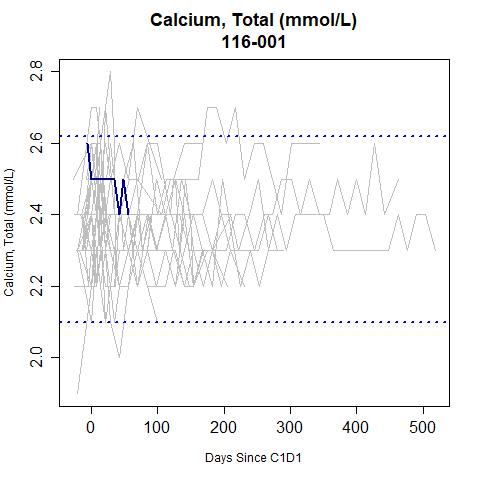 Calcium, Total (mmol/L)
116-001
Calcium, Total (mmol/L)
2.8
2.6
2.4
2.2
2.0
0 100 200 300 400 500
Days Since C1D1